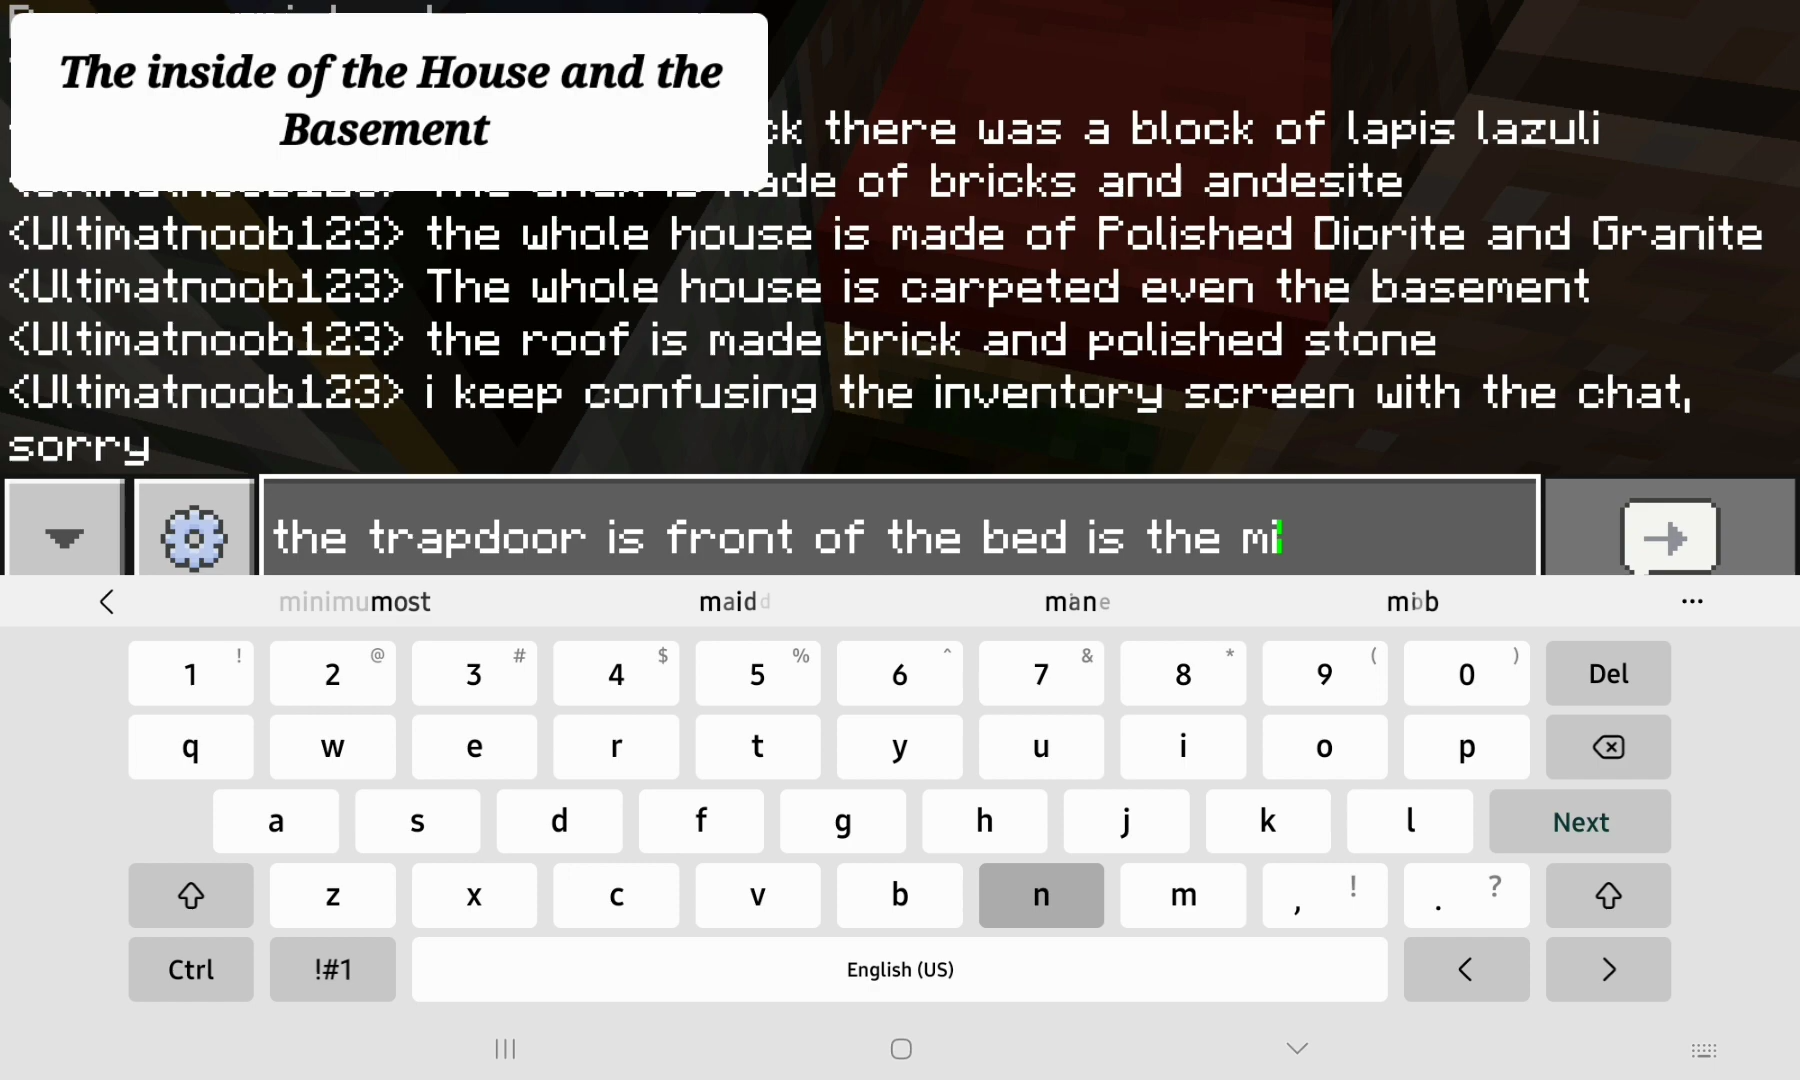 The inside of the House and the
Basement
ck there was a block of lapis lazuli
made of bricks and andesite
<Ultimatnoob123> the whole house is made of Polished Diorite and Granite
<Ultimatnoob123> The whole house is carpeted even the basement
<Ultimatnoob123> the roof is made brick and polished stone
<Ultimatnoob123> i keep confusing the inventory screen with the chat,
sorry
the trapdoor is front of the bed is the mi
most maid mane mob ...
1 ! 2 @ 3 # 4 $ 5 % 6 ^ 7 & 8 * 9 ( 0 ) Del
q w e r t y u i o p
a s d f g h j k l Next
z x c v b n m , ! . ?
Ctrl !#1 English (US) < >